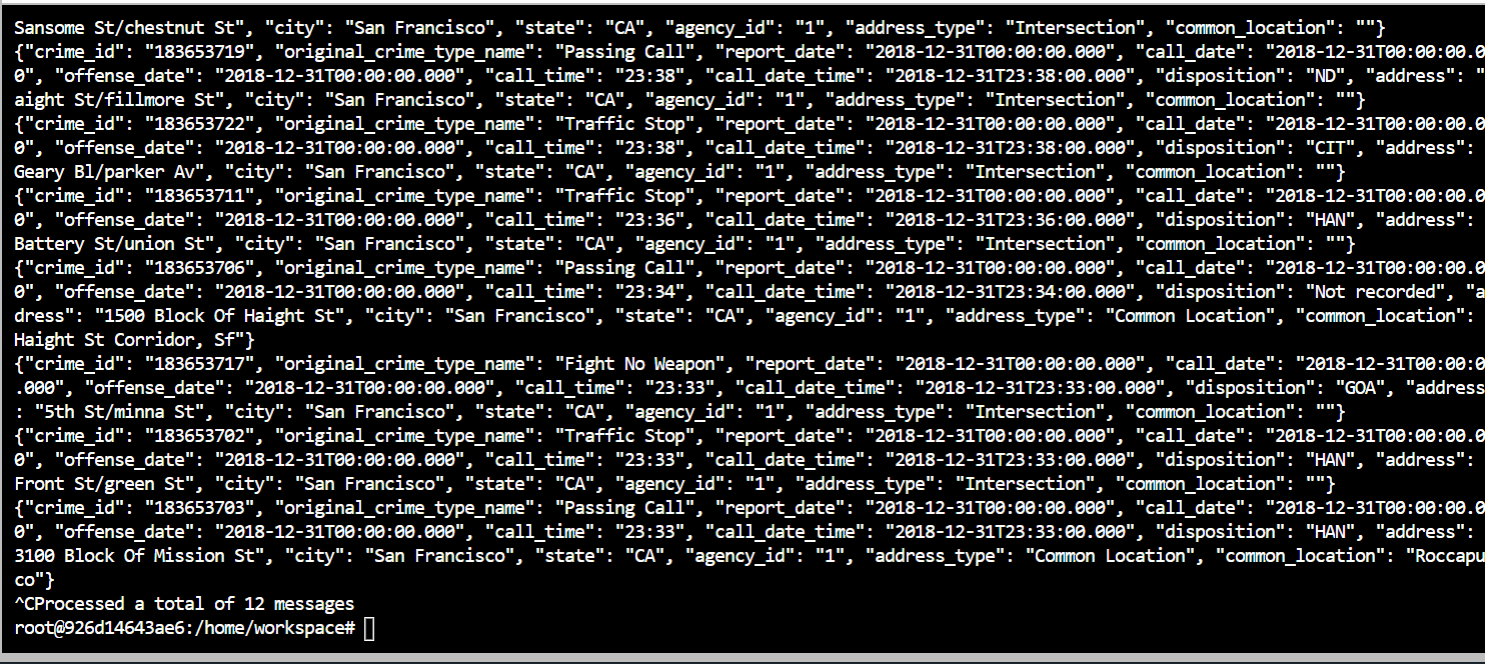 Sansome St/chestnut St", "city": "San Francisco", "state": "CA", "agency_id": "1", "address_type": "Intersection", "common_location": ""}
{"crime_id": "183653719", "original_crime_type_name": "Passing Call", "report_date": "2018-12-31T00:00:00.000", "call_date": "2018-12-31T00:00:00.0
0", "offense_date": "2018-12-31T00:00:00.000", "call_time": "23:38", "call_date_time": "2018-12-31T23:38:00.000", "disposition": "ND", "address": "
aight St/fillmore St", "city": "San Francisco", "state": "CA", "agency_id": "1", "address_type": "Intersection", "common_location": ""}
{"crime_id": "183653722", "original_crime_type_name": "Traffic Stop", "report_date": "2018-12-31T00:00:00.000", "call_date": "2018-12-31T00:00:00.0
0", "offense_date": "2018-12-31T00:00:00.000", "call_time": "23:38", "call_date_time": "2018-12-31T23:38:00.000", "disposition": "CIT", "address":
Geary Bl/parker Av", "city": "San Francisco", "state": "CA", "agency_id": "1", "address_type": "Intersection", "common_location": ""}
{"crime_id": "183653711", "original_crime_type_name": "Traffic Stop", "report_date": "2018-12-31T00:00:00.000", "call_date": "2018-12-31T00:00:00.0
0", "offense_date": "2018-12-31T00:00:00.000", "call_time": "23:36", "call_date_time": "2018-12-31T23:36:00.000", "disposition": "HAN", "address":
Battery St/union St", "city": "San Francisco", "state": "CA", "agency_id": "1", "address_type": "Intersection", "common_location": ""}
{"crime_id": "183653706", "original_crime_type_name": "Passing Call", "report_date": "2018-12-31T00:00:00.000", "call_date": "2018-12-31T00:00:00.0
0", "offense_date": "2018-12-31T00:00:00.000", "call_time": "23:34", "call_date_time": "2018-12-31T23:34:00.000", "disposition": "Not recorded", "a
dress": "1500 Block Of Haight St", "city": "San Francisco", "state": "CA", "agency_id": "1", "address_type": "Common Location", "common_location":
Haight St Corridor, Sf"}
{"crime_id": "183653717", "original_crime_type_name": "Fight No Weapon", "report_date": "2018-12-31T00:00:00.000", "call_date": "2018-12-31T00:00:0
.000", "offense_date": "2018-12-31T00:00:00.000", "call_time": "23:33", "call_date_time": "2018-12-31T23:33:00.000", "disposition": "GOA", "address
: "5th St/minna St", "city": "San Francisco", "state": "CA", "agency_id": "1", "address_type": "Intersection", "common_location": ""}
{"crime_id": "183653702", "original_crime_type_name": "Traffic Stop", "report_date": "2018-12-31T00:00:00.000", "call_date": "2018-12-31T00:00:00.0
0", "offense_date": "2018-12-31T00:00:00.000", "call_time": "23:33", "call_date_time": "2018-12-31T23:33:00.000", "disposition": "HAN", "address":
Front St/green St", "city": "San Francisco", "state": "CA", "agency_id": "1", "address_type": "Intersection", "common_location": ""}
{"crime_id": "183653703", "original_crime_type_name": "Passing Call", "report_date": "2018-12-31T00:00:00.000", "call_date": "2018-12-31T00:00:00.0
0", "offense_date": "2018-12-31T00:00:00.000", "call_time": "23:33", "call_date_time": "2018-12-31T23:33:00.000", "disposition": "HAN", "address":
3100 Block Of Mission St", "city": "San Francisco", "state": "CA", "agency_id": "1", "address_type": "Common Location", "common_location": "Roccapu
co"}
^CProcessed a total of 12 messages
root@926d14643ae6:/home/workspace#